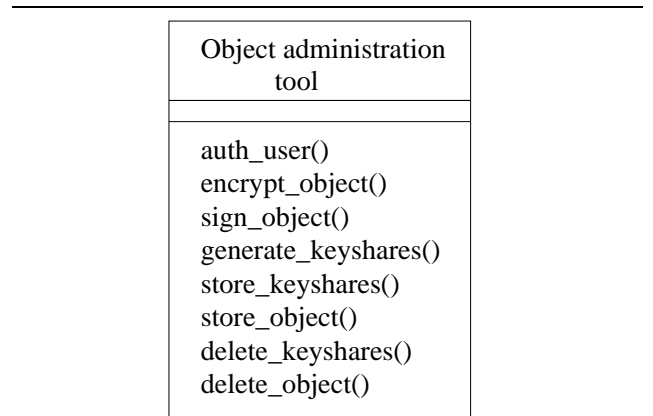 Object administration
tool
auth_user()
encrypt_object()
sign_object()
generate_keyshares()
store_keyshares()
store_object()
delete_keyshares()
delete_object()